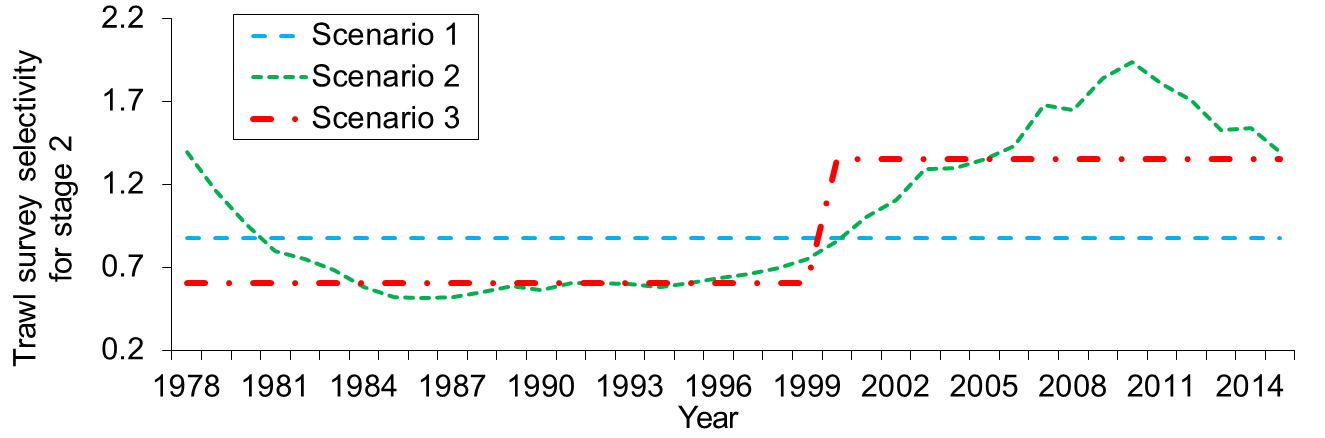 Trawl survey selectivity
for stage 2
2.2
1.7
1.2
0.7
0.2
Scenario 1
Scenario 2
Scenario 3
1978 1981 1984 1987 1990 1993 1996 1999 2002 2005 2008 2011 2014
Year